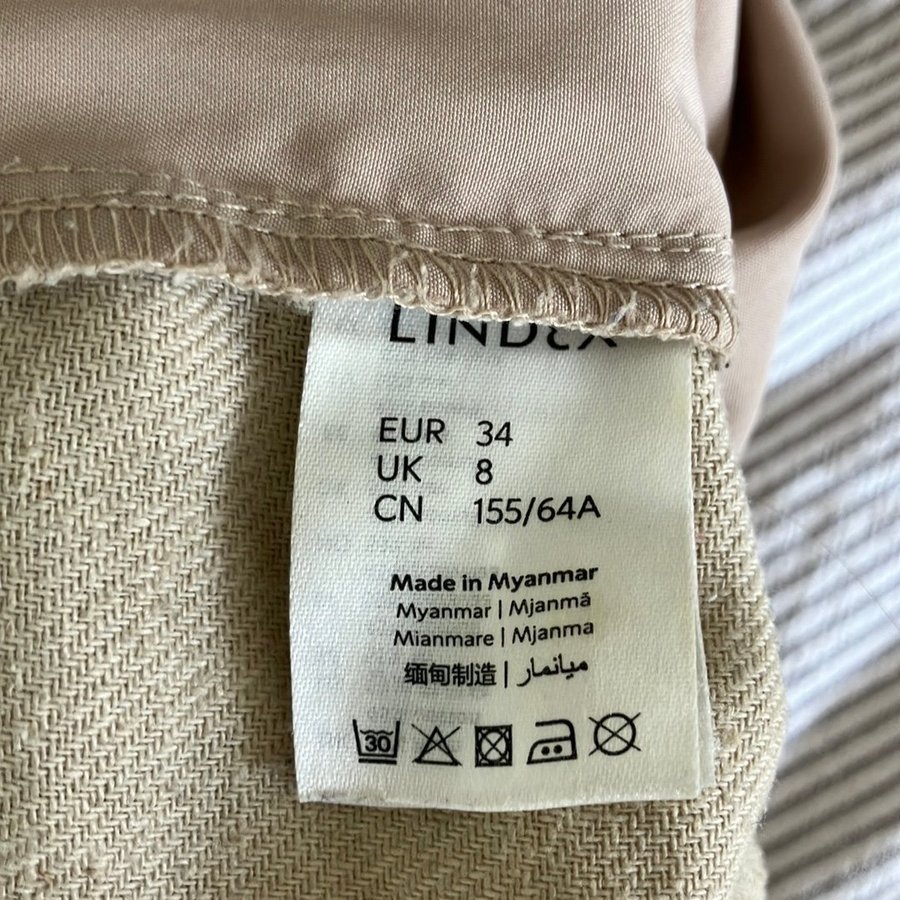 LINDEX
EUR 34
UK 8
CN 155/64A
Made in Myanmar
Myanmar | Mjanmā
Mianmare | Mjanma
缅甸制造 | ميانمار
30